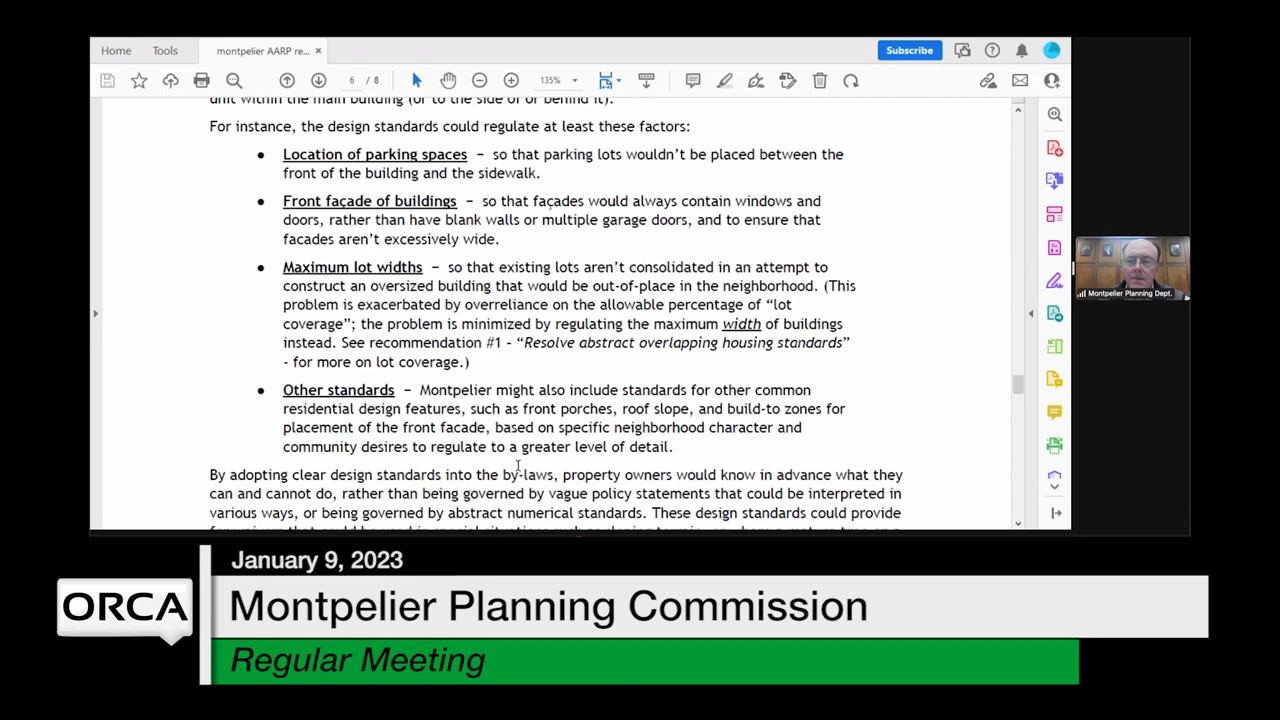 Home Tools montpelier AARP re... × Subscribe
6 / 8 135%
unit within the main building (or to the side of or behind it).
For instance, the design standards could regulate at least these factors:
• Location of parking spaces – so that parking lots wouldn't be placed between the
front of the building and the sidewalk.
• Front façade of buildings – so that façades would always contain windows and
doors, rather than have blank walls or multiple garage doors, and to ensure that
facades aren't excessively wide.
• Maximum lot widths – so that existing lots aren't consolidated in an attempt to
construct an oversized building that would be out-of-place in the neighborhood. (This
problem is exacerbated by overreliance on the allowable percentage of "lot
coverage"; the problem is minimized by regulating the maximum width of buildings
instead. See recommendation #1 – "Resolve abstract overlapping housing standards"
- for more on lot coverage.)
• Other standards – Montpelier might also include standards for other common
residential design features, such as front porches, roof slope, and build-to zones for
placement of the front facade, based on specific neighborhood character and
community desires to regulate to a greater level of detail.
By adopting clear design standards into the by-laws, property owners would know in advance what they
can and cannot do, rather than being governed by vague policy statements that could be interpreted in
various ways, or being governed by abstract numerical standards. These design standards could provide
Montpelier Planning Dept.
January 9, 2023
ORCA
Montpelier Planning Commission
Regular Meeting